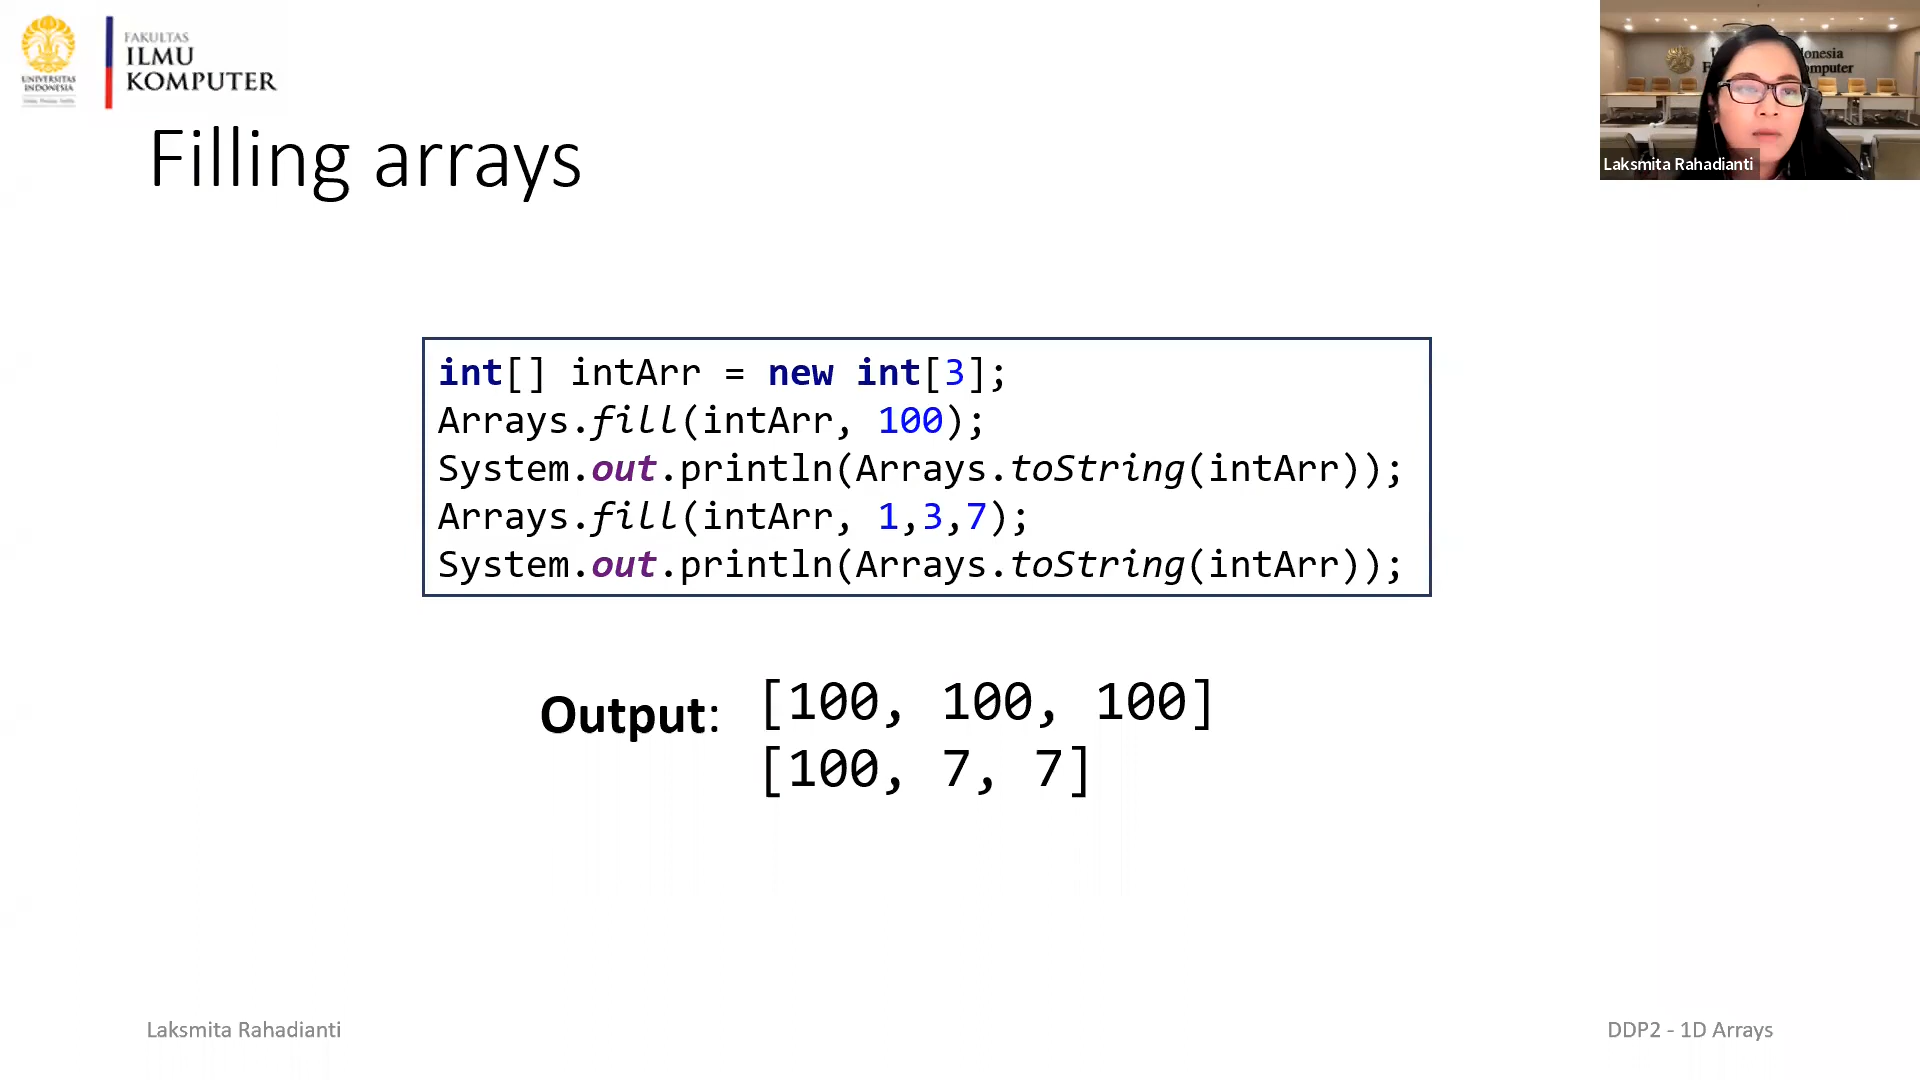 UNIVERSITAS
INDONESIA
FAKULTAS
ILMU
KOMPUTER
Filling arrays
int[] intArr = new int[3];
Arrays.fill(intArr, 100);
System.out.println(Arrays.toString(intArr));
Arrays.fill(intArr, 1,3,7);
System.out.println(Arrays.toString(intArr));
Output: [100, 100, 100]
[100, 7, 7]
Laksmita Rahadianti
Laksmita Rahadianti
DDP2 - 1D Arrays